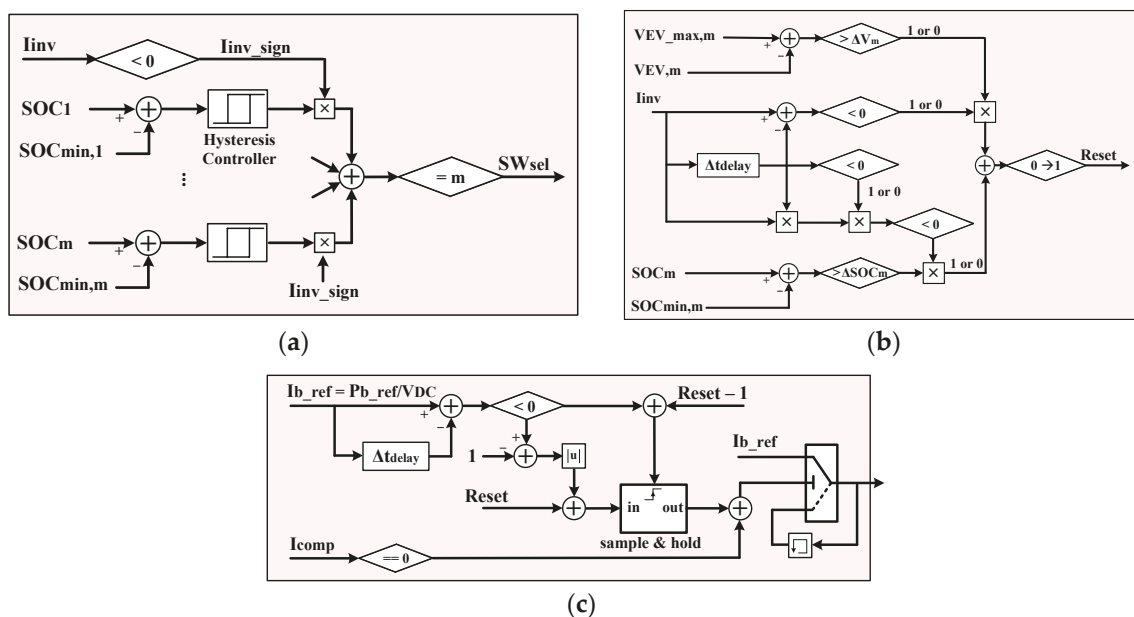 Iinv
< 0
Iinv_sign
SOC1
+
−
×
SOCmin,1
Hysteresis
Controller
...
+
= m
SWsel
SOCm
+
−
×
SOCmin,m
Iinv_sign
(a)
VEV_max,m
+
−
> ΔVm
1 or 0
VEV,m
Iinv
+
−
< 0
1 or 0
×
Δtdelay
< 0
1 or 0
+
0 → 1
Reset
×
×
< 0
SOCm
+
−
>ΔSOCm
×
1 or 0
SOCmin,m
(b)
Ib_ref = Pb_ref/VDC
+
−
< 0
+
Reset – 1
Δtdelay
1
−
+
|u|
Ib_ref
Reset
+
in
out
+
sample & hold
Icomp
== 0
(c)